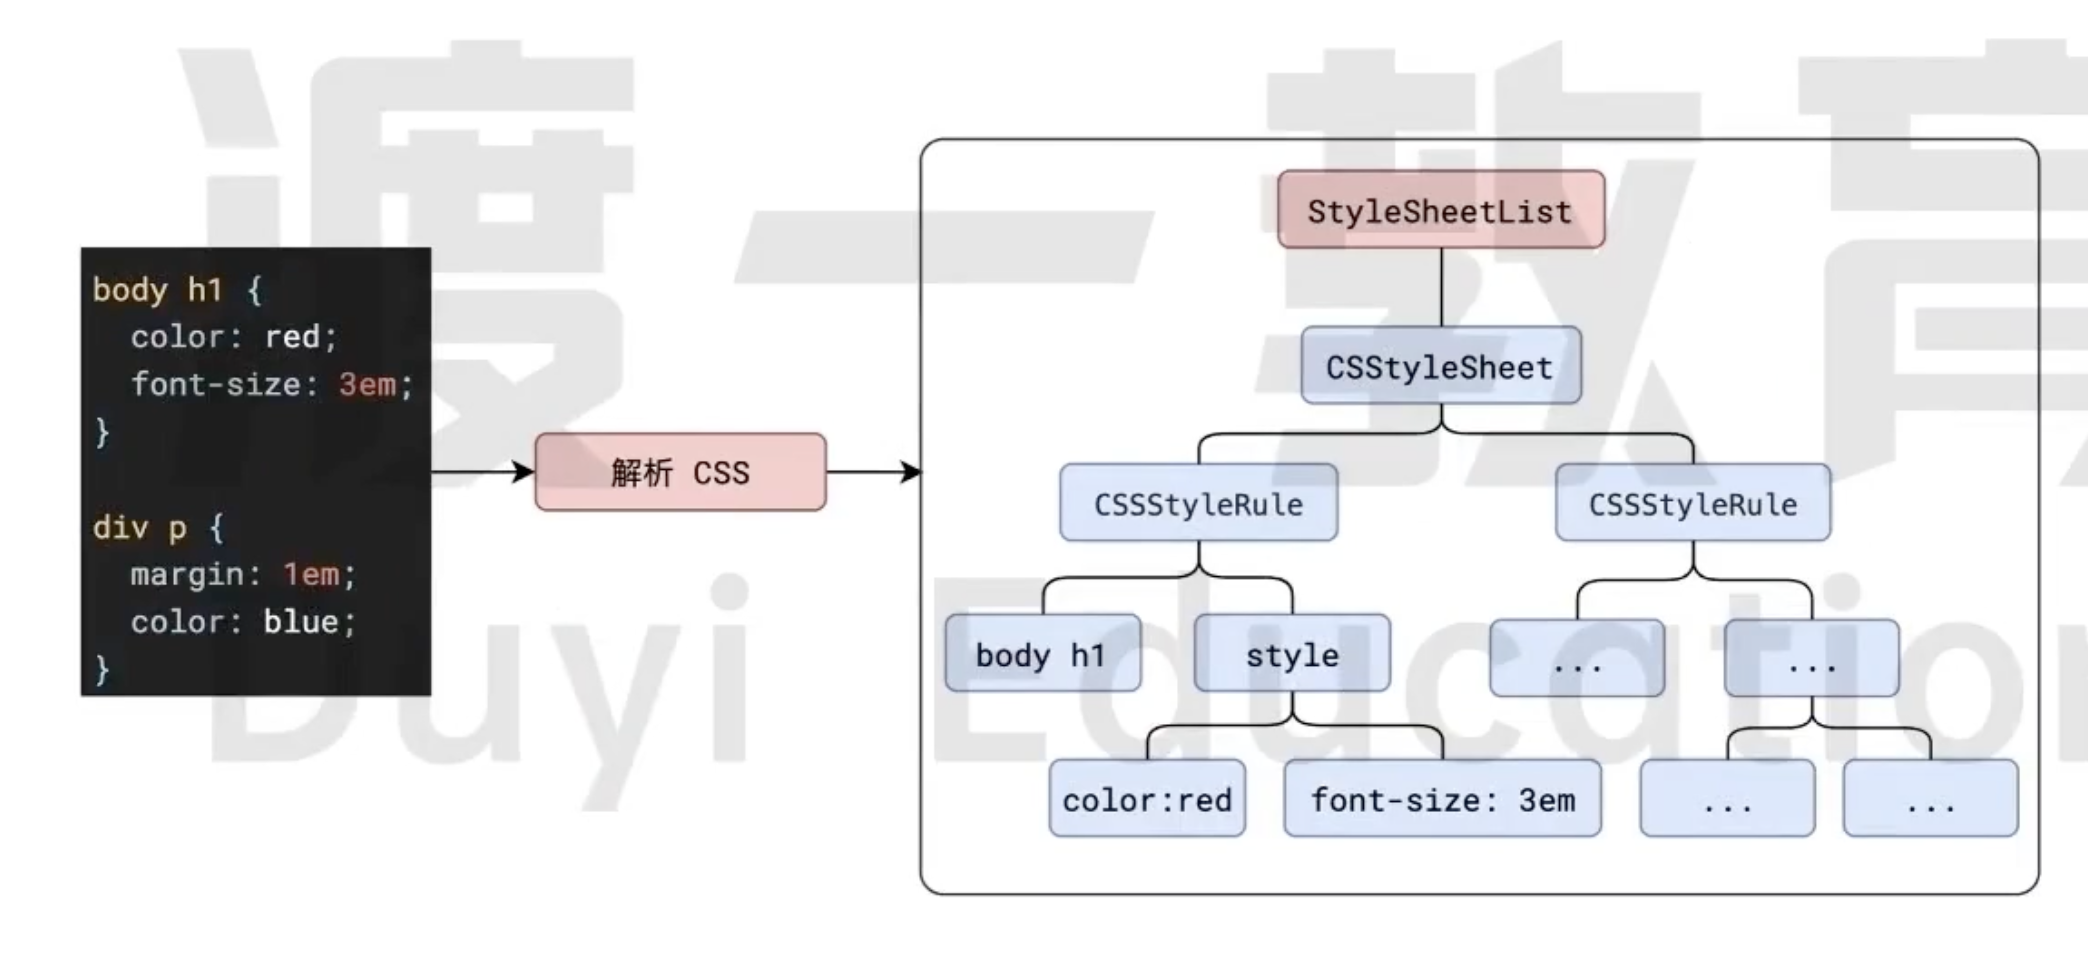 渡一教育
Duyi Education
body h1 {
color: red;
font-size: 3em;
}
div p {
margin: 1em;
color: blue;
}
解析 CSS
StyleSheetList
CSStyleSheet
CSSStyleRule
CSSStyleRule
body h1
style
...
...
color:red
font-size: 3em
...
...